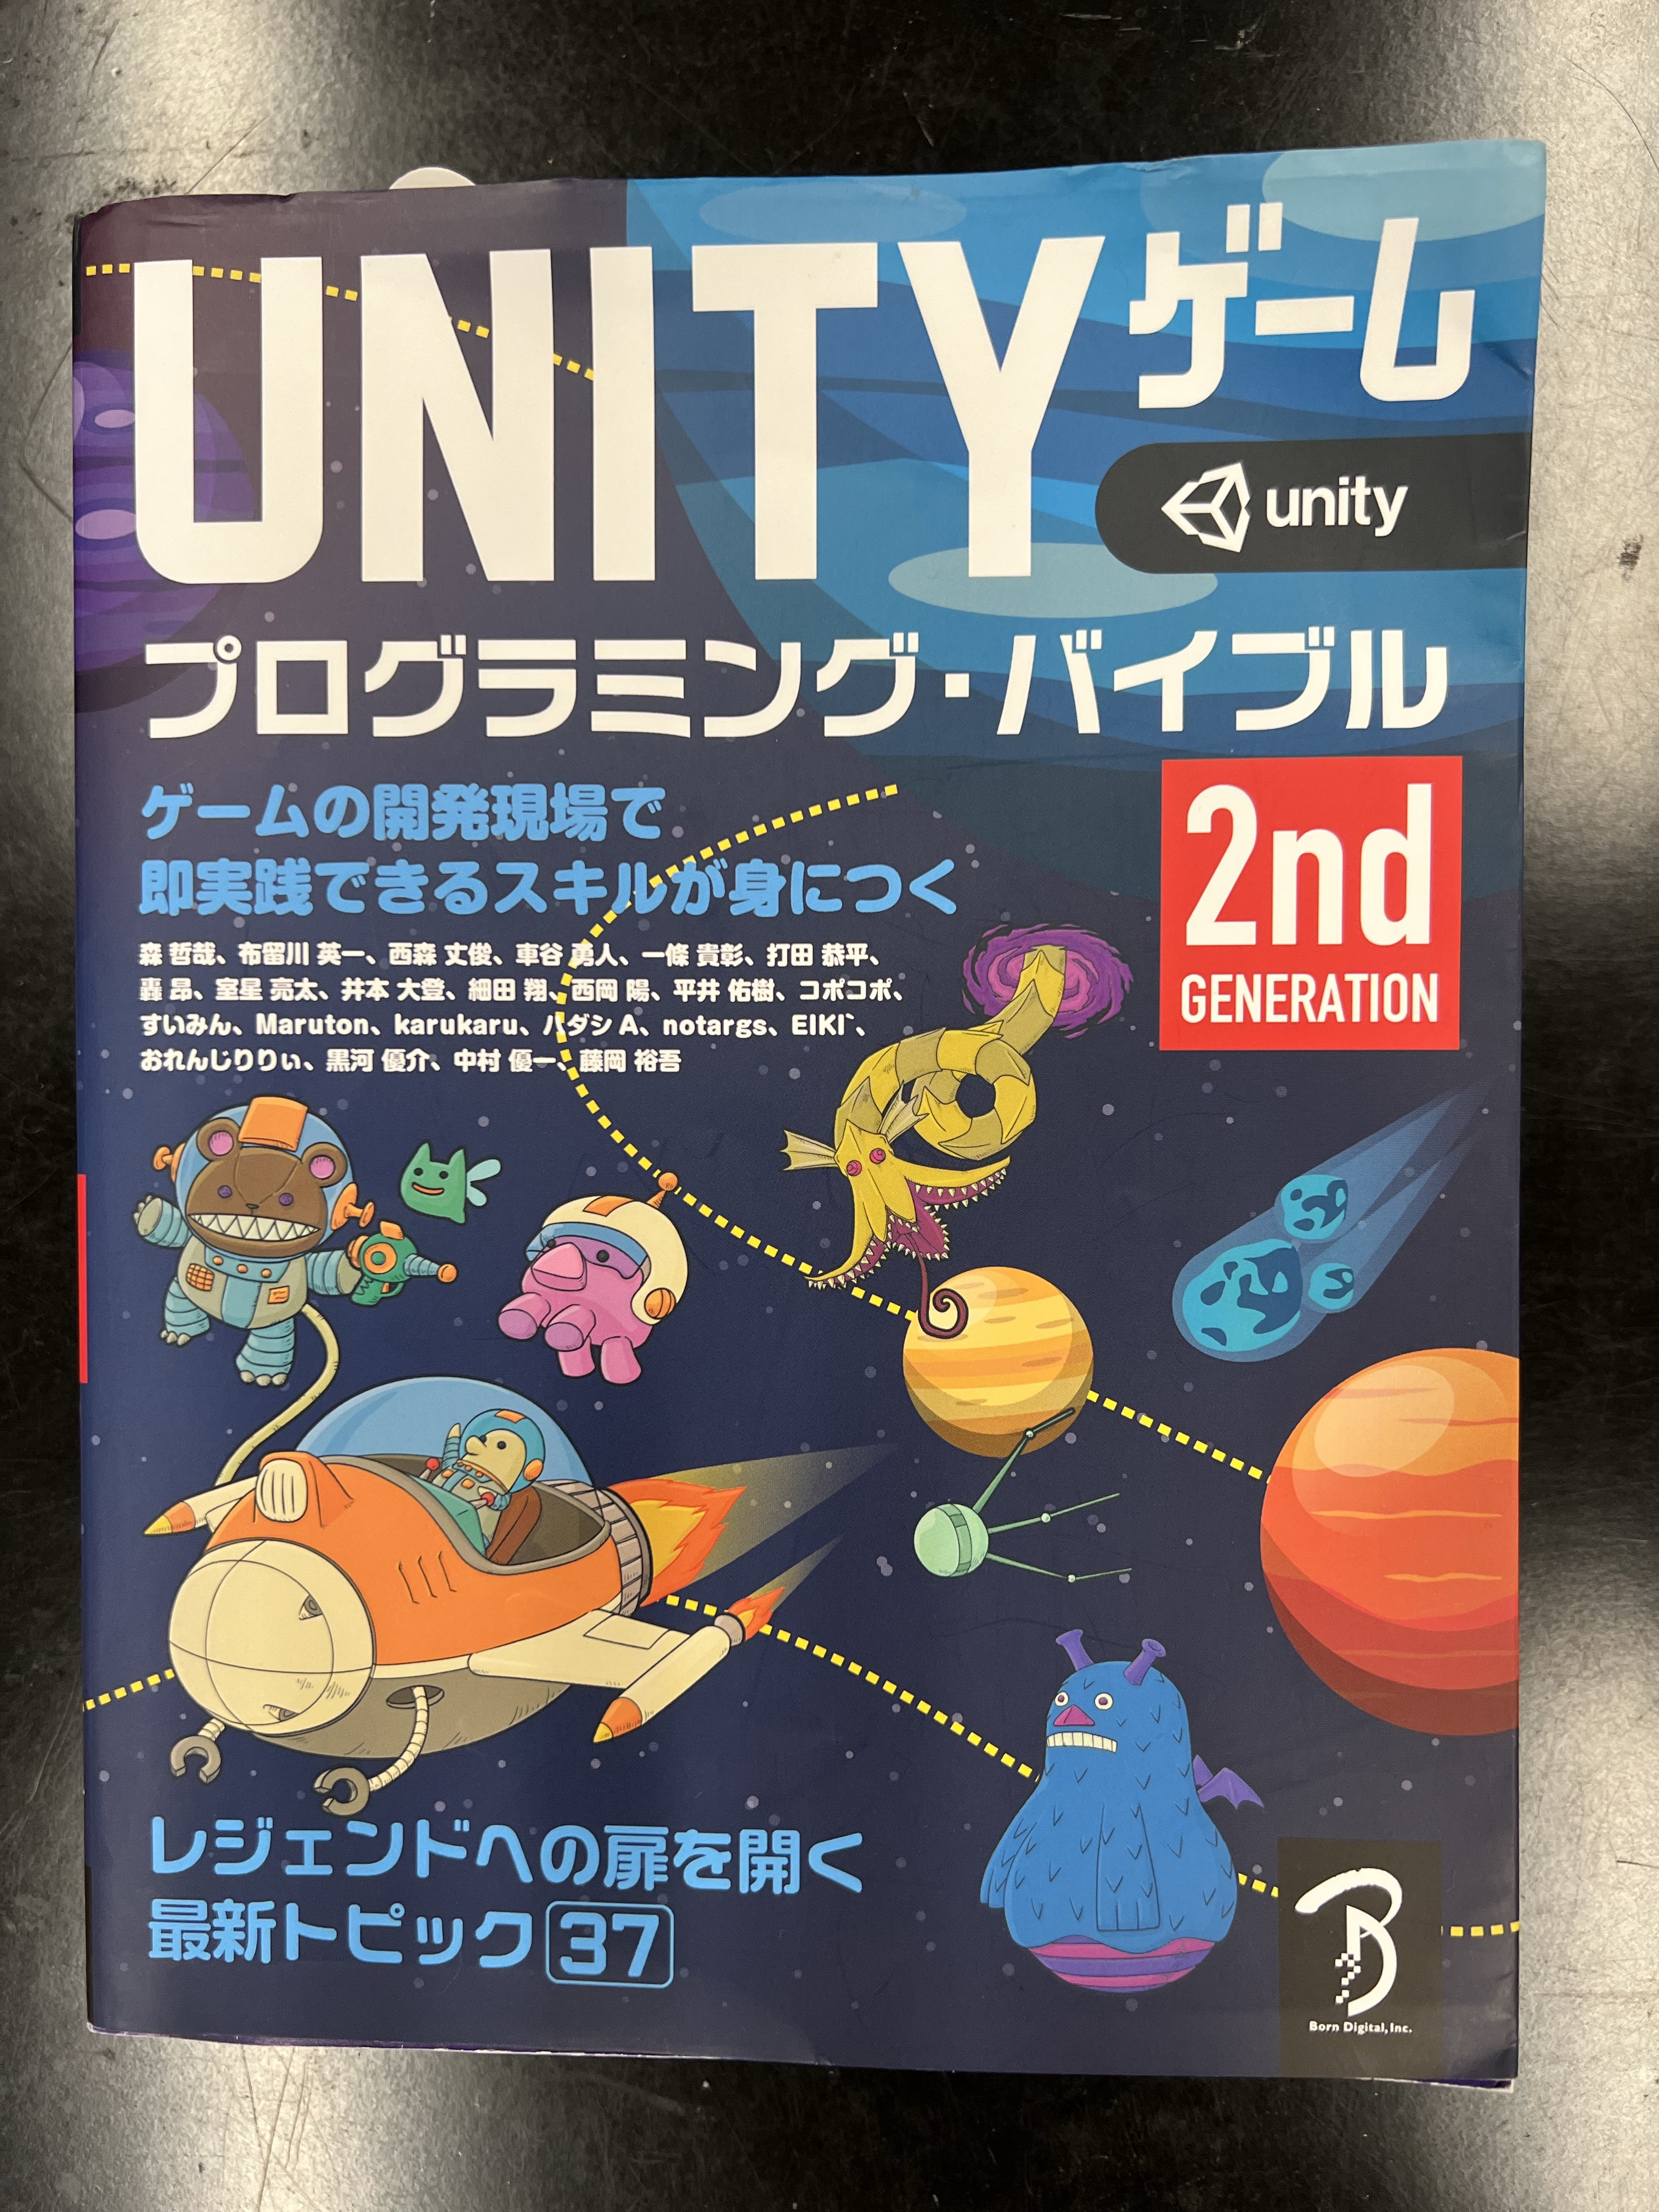 UNITY ゲーム
unity
プログラミング・バイブル
2nd
GENERATION
ゲームの開発現場で
即実践できるスキルが身につく
森 哲哉、布留川 英一、西森 丈俊、車谷 勇人、一條 貴彰、打田 恭平、
轟 昂、室星 亮太、井本 大登、細田 翔、西岡 陽、平井 佑樹、コポコポ、
すいみん、Maruton、karukaru、ハダシA、notargs、EIKI`、
おれんじりりぃ、黒河 優介、中村 優一、藤岡 裕吾
レジェンドへの扉を開く
最新トピック37
Born Digital, Inc.